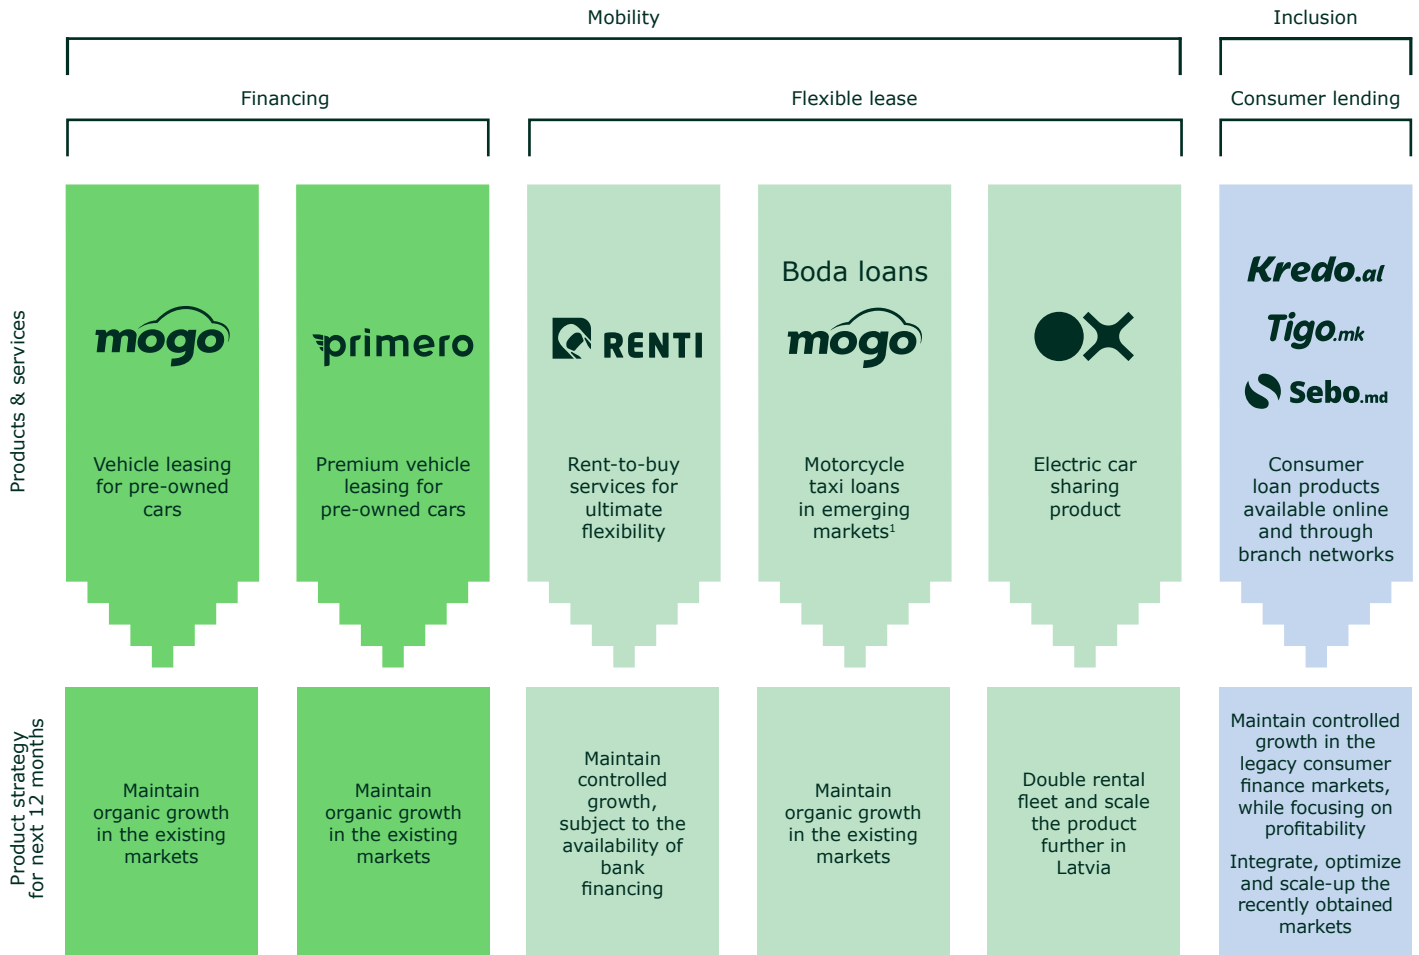 Mobility
Inclusion
Financing
Flexible lease
Consumer lending
Products & services
mogo
primero
RENTI
Boda loans
mogo
OX
Kredo.al
Tigo.mk
Sebo.md
Vehicle leasing
for pre-owned
cars
Premium vehicle
leasing for
pre-owned cars
Rent-to-buy
services for
ultimate
flexibility
Motorcycle
taxi loans
in emerging
markets¹
Electric car
sharing
product
Consumer
loan products
available online
and through
branch networks
Product strategy
for next 12 months
Maintain
organic growth
in the existing
markets
Maintain
organic growth
in the existing
markets
Maintain
controlled
growth,
subject to the
availability of
bank
financing
Maintain
organic growth
in the existing
markets
Double rental
fleet and scale
the product
further in
Latvia
Maintain controlled
growth in the
legacy consumer
finance markets,
while focusing on
profitability
Integrate, optimize
and scale-up the
recently obtained
markets